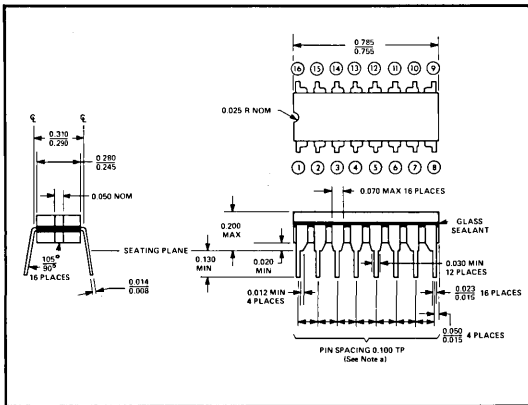 0.785
0.755
16 15 14 13 12 11 10 9
0.025 R NOM
1 2 3 4 5 6 7 8
℄ ℄
0.310
0.290
0.280
0.245
0.050 NOM
0.070 MAX 16 PLACES
0.200
MAX
GLASS
SEALANT
SEATING PLANE
105°
90°
16 PLACES
0.130
MIN
0.020
MIN
0.030 MIN
12 PLACES
0.014
0.008
0.012 MIN
4 PLACES
0.023
0.015 16 PLACES
0.050
0.015 4 PLACES
PIN SPACING 0.100 TP
(See Note a)